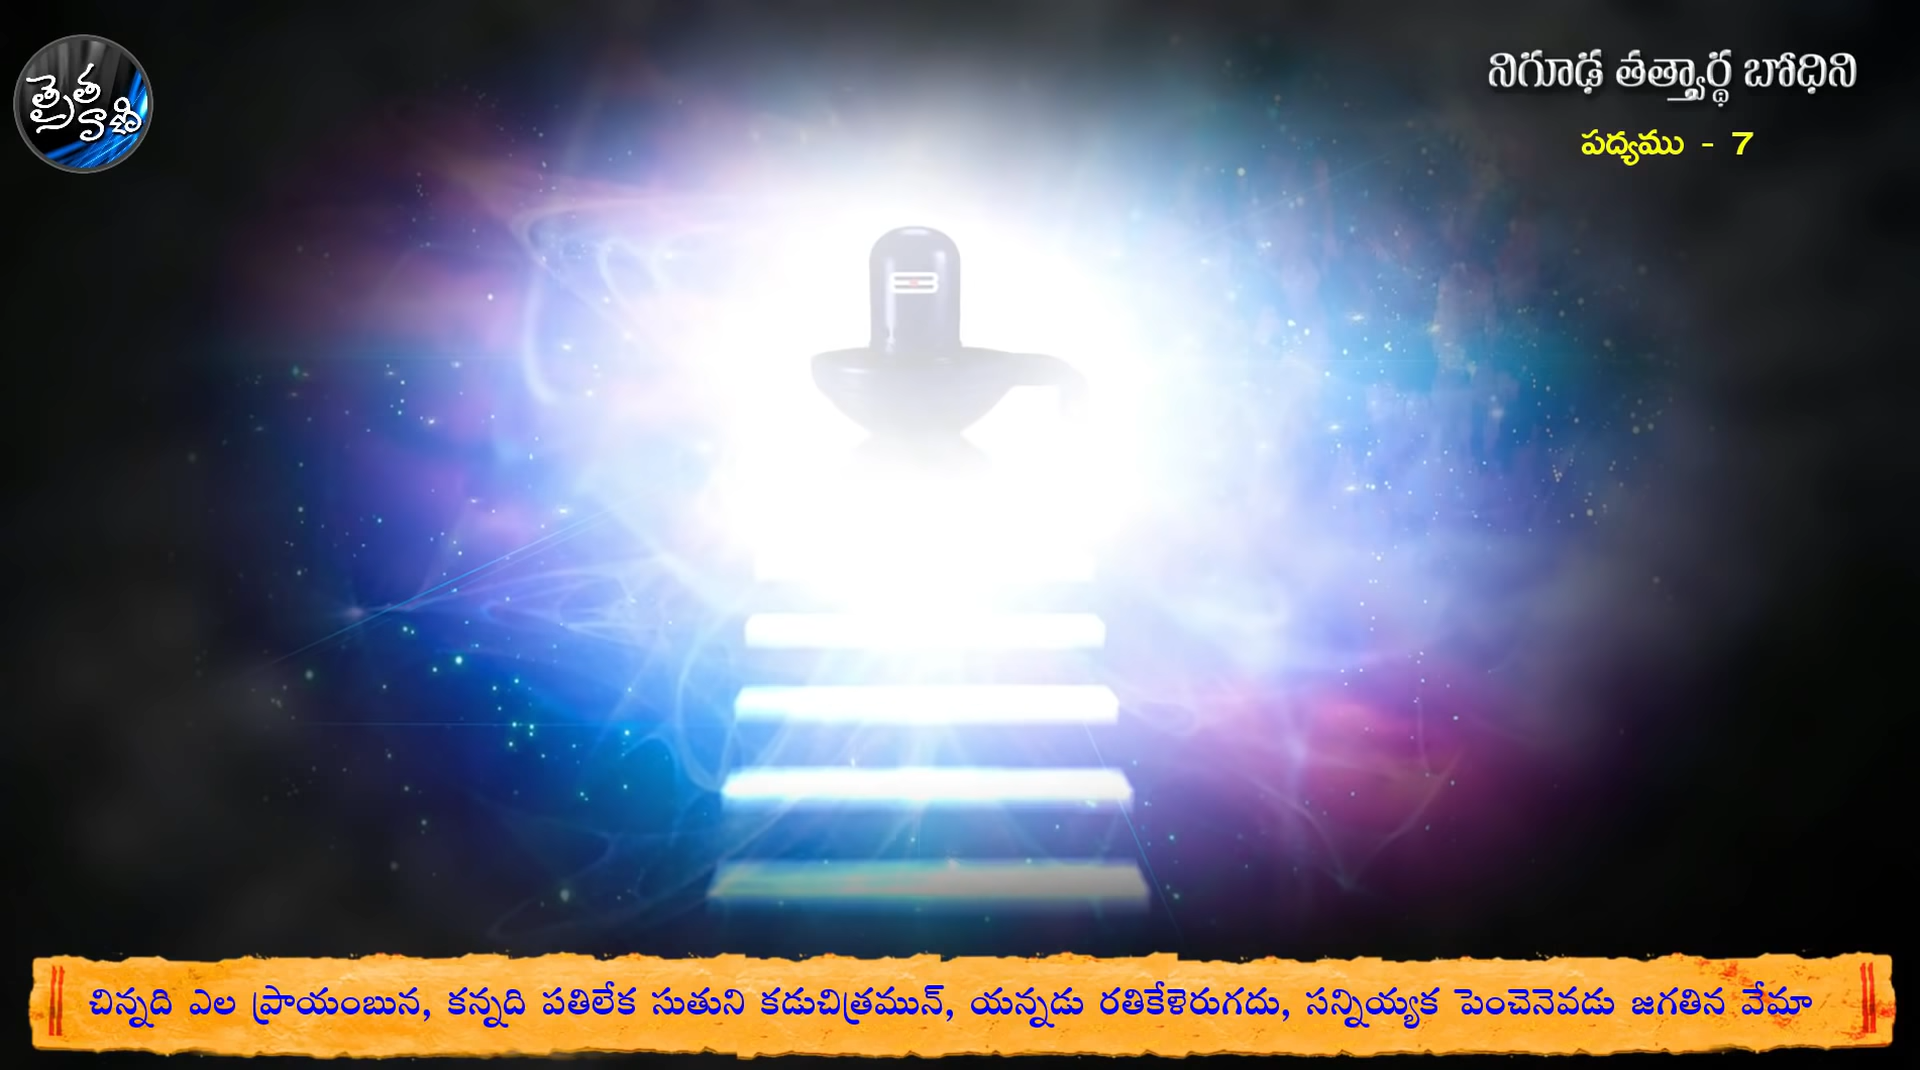 త్రైత
వాణి
నిగూఢ తత్త్వార్థ బోధిని
పద్యము - 7
చిన్నది ఎల ప్రాయంబున, కన్నది పతిలేక సుతుని కడుచిత్రమున్, యన్నడు రతికేళెరుగదు, సన్నియ్యక పెంచెనెవడు జగతిన వేమా